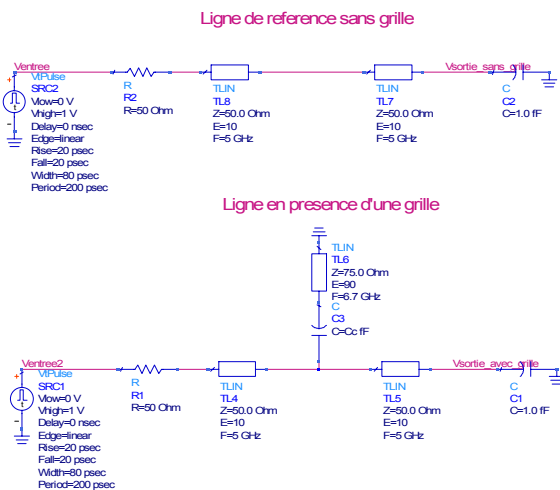 Ligne de reference sans grille
Ventree
VtPulse
SRC2
Vlow=0 V
Vhigh=1 V
Delay=0 nsec
Edge=linear
Rise=20 psec
Fall=20 psec
Width=80 psec
Period=200 psec
R
R2
R=50 Ohm
TLIN
TL8
Z=50.0 Ohm
E=10
F=5 GHz
TLIN
TL7
Z=50.0 Ohm
E=10
F=5 GHz
Vsortie_sans_grille
C
C2
C=1.0 fF
Ligne en presence d'une grille
TLIN
TL6
Z=75.0 Ohm
E=90
F=6.7 GHz
C
C3
C=Cc fF
Ventree2
VtPulse
SRC1
Vlow=0 V
Vhigh=1 V
Delay=0 nsec
Edge=linear
Rise=20 psec
Fall=20 psec
Width=80 psec
Period=200 psec
R
R1
R=50 Ohm
TLIN
TL4
Z=50.0 Ohm
E=10
F=5 GHz
TLIN
TL5
Z=50.0 Ohm
E=10
F=5 GHz
Vsortie_avec_grille
C
C1
C=1.0 fF